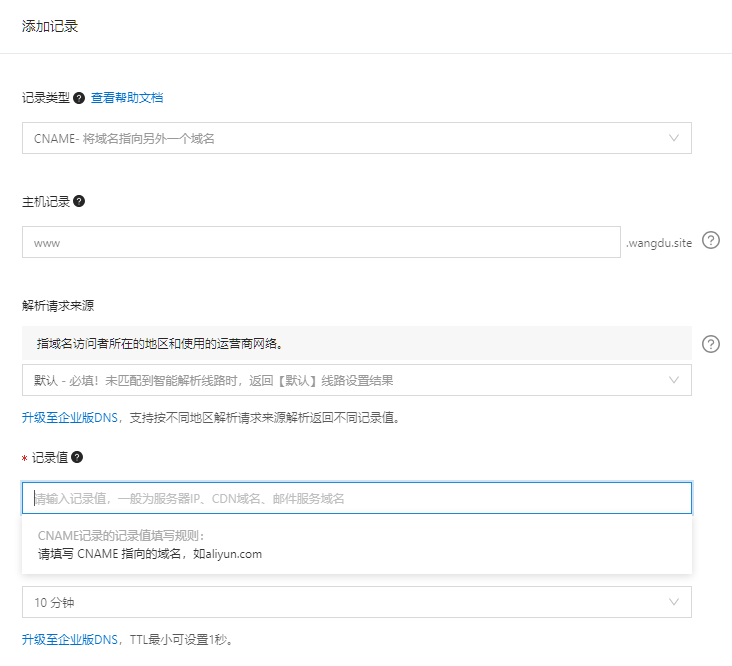 添加记录
记录类型 ? 查看帮助文档
CNAME- 将域名指向另外一个域名
主机记录 ?
www .wangdu.site ?
解析请求来源
指域名访问者所在的地区和使用的运营商网络。 ?
默认 - 必填！未匹配到智能解析线路时，返回【默认】线路设置结果
升级至企业版DNS，支持按不同地区解析请求来源解析返回不同记录值。
* 记录值 ?
请输入记录值，一般为服务器IP、CDN域名、邮件服务域名
CNAME记录的记录值填写规则：
请填写 CNAME 指向的域名，如aliyun.com
10 分钟
升级至企业版DNS，TTL最小可设置1秒。